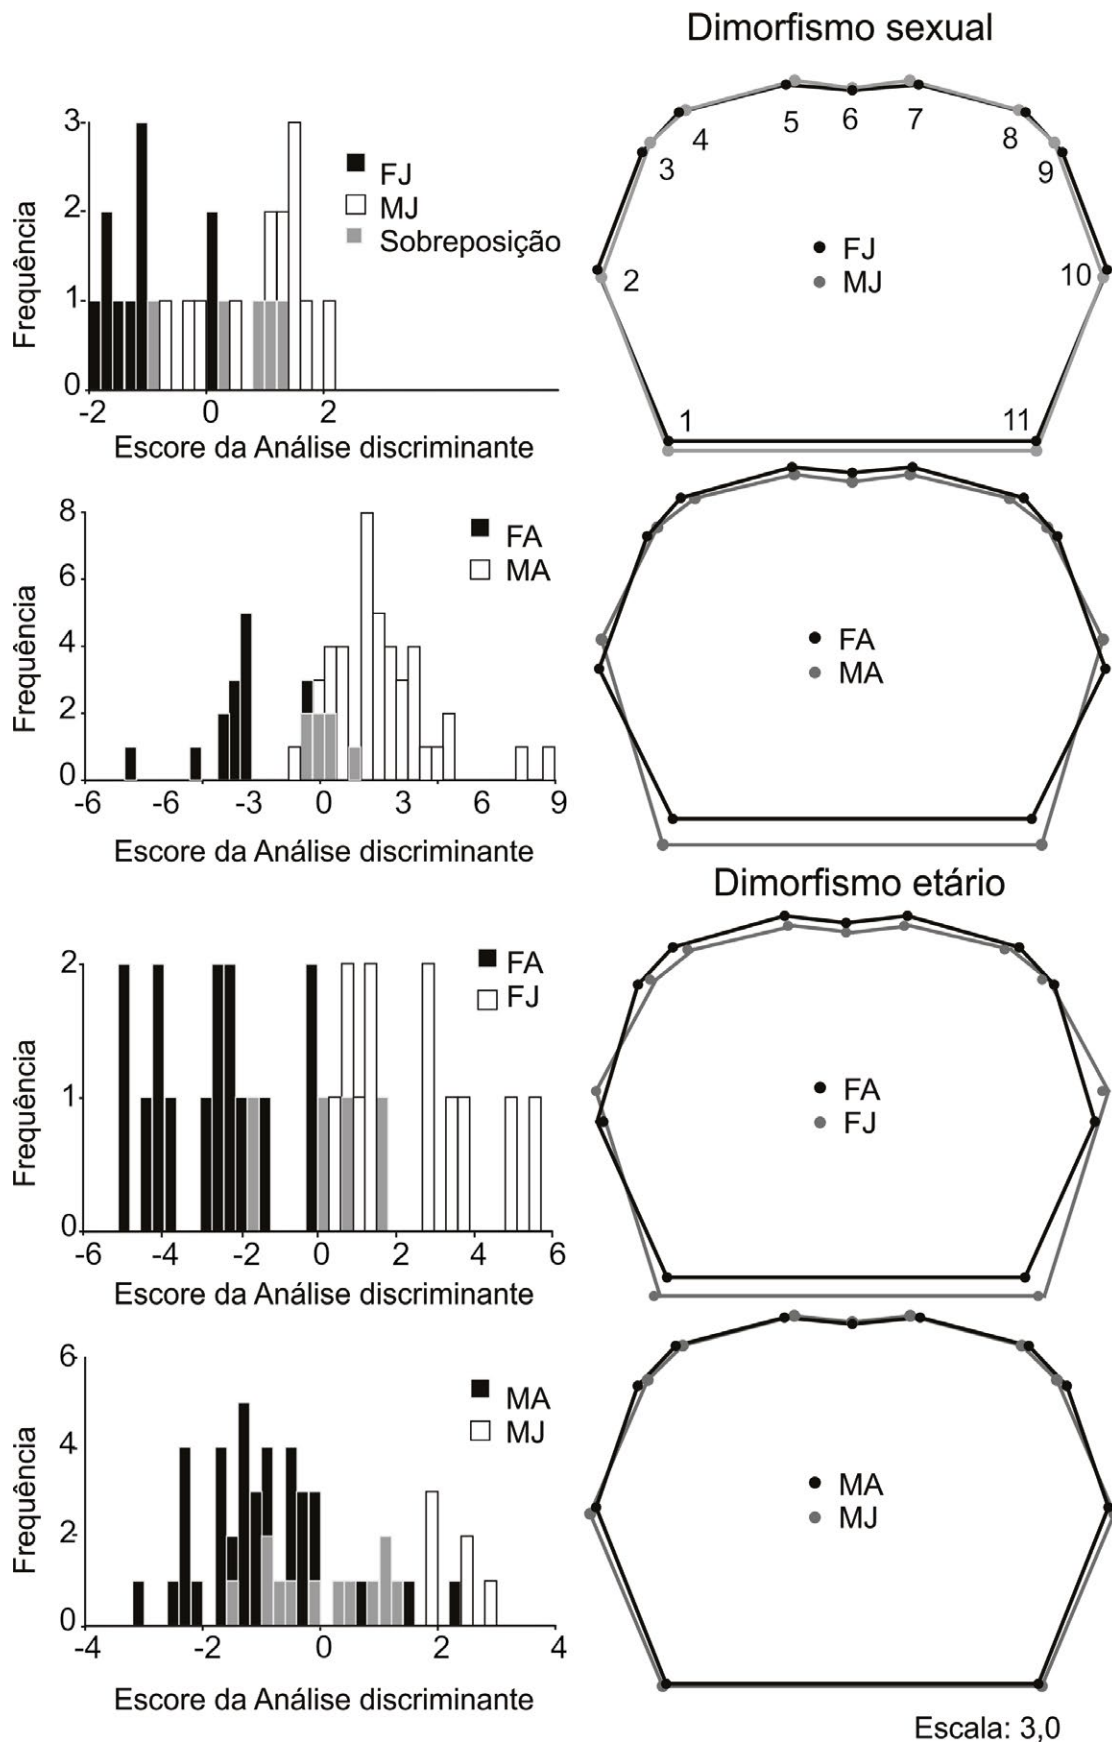 Dimorfismo sexual
3
2
1
0
Frequência
FJ
MJ
Sobreposição
-2 0 2
Escore da Análise discriminante
1 2 3 4 5 6 7 8 9 10 11
FJ
MJ
8
6
4
2
0
Frequência
FA
MA
-6 -6 -3 0 3 6 9
Escore da Análise discriminante
FA
MA
Dimorfismo etário
2
1
0
Frequência
FA
FJ
-6 -4 -2 0 2 4 6
Escore da Análise discriminante
FA
FJ
6
4
2
0
Frequência
MA
MJ
-4 -2 0 2 4
Escore da Análise discriminante
MA
MJ
Escala: 3,0